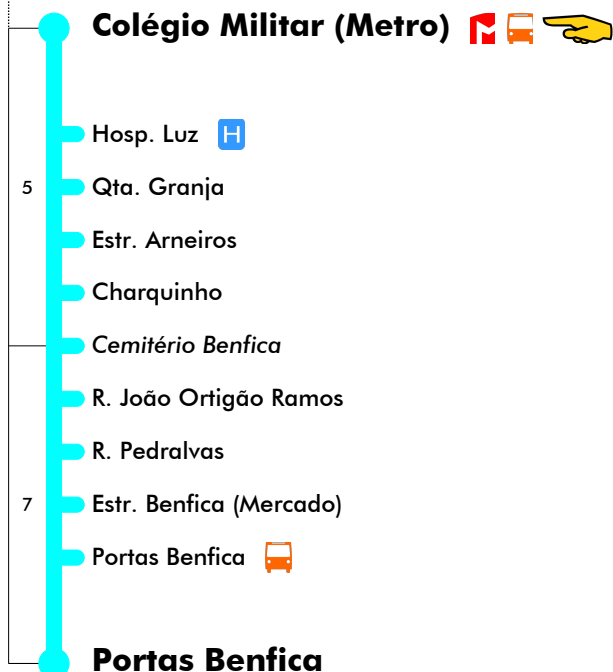 Colégio Militar (Metro)
Hosp. Luz H
5 Qta. Granja
Estr. Arneiros
Charquinho
Cemitério Benfica
R. João Ortigão Ramos
R. Pedralvas
7 Estr. Benfica (Mercado)
Portas Benfica
Portas Benfica